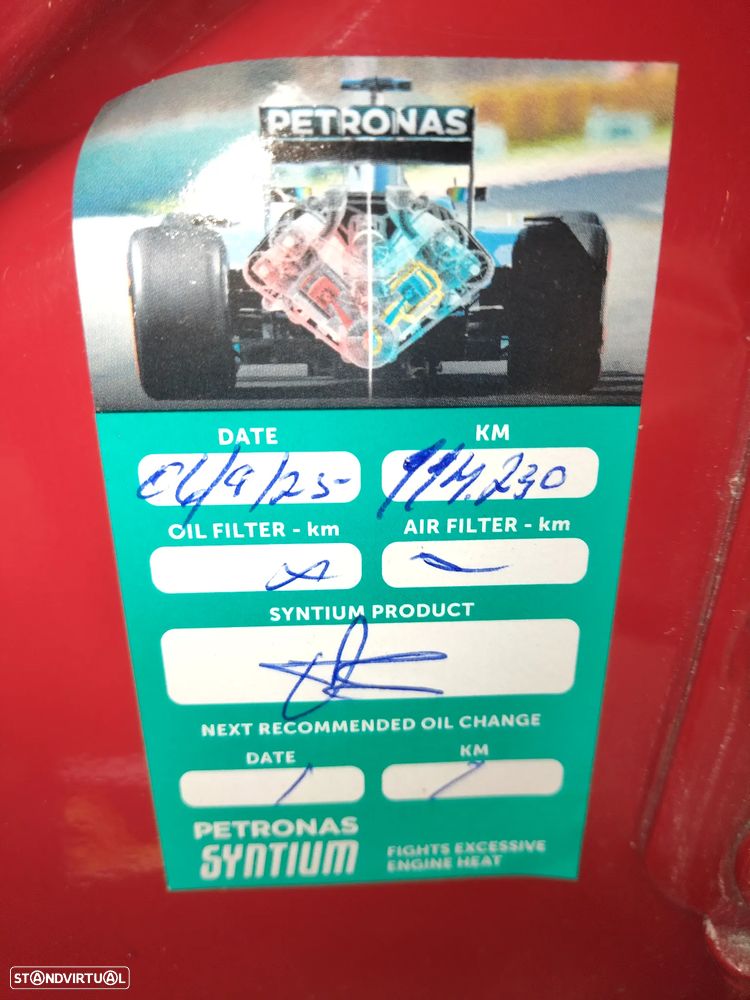 PETRONAS
DATE KM
04/9/25 114.230
OIL FILTER - km AIR FILTER - km
SYNTIUM PRODUCT
NEXT RECOMMENDED OIL CHANGE
DATE KM
PETRONAS
SYNTIUM
FIGHTS EXCESSIVE
ENGINE HEAT
STANDVIRTUAL